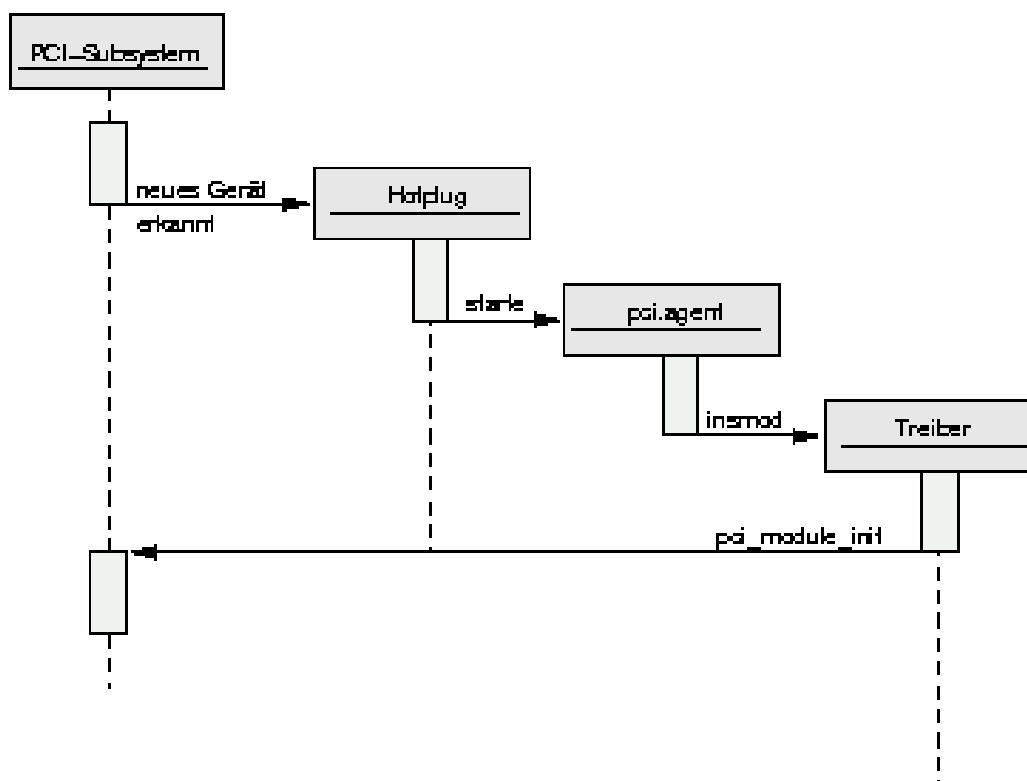 PCI-Subsystem
neues Gerät
erkannt
Hotplug
starte
pci.agent
insmod
Treiber
pci_module_init